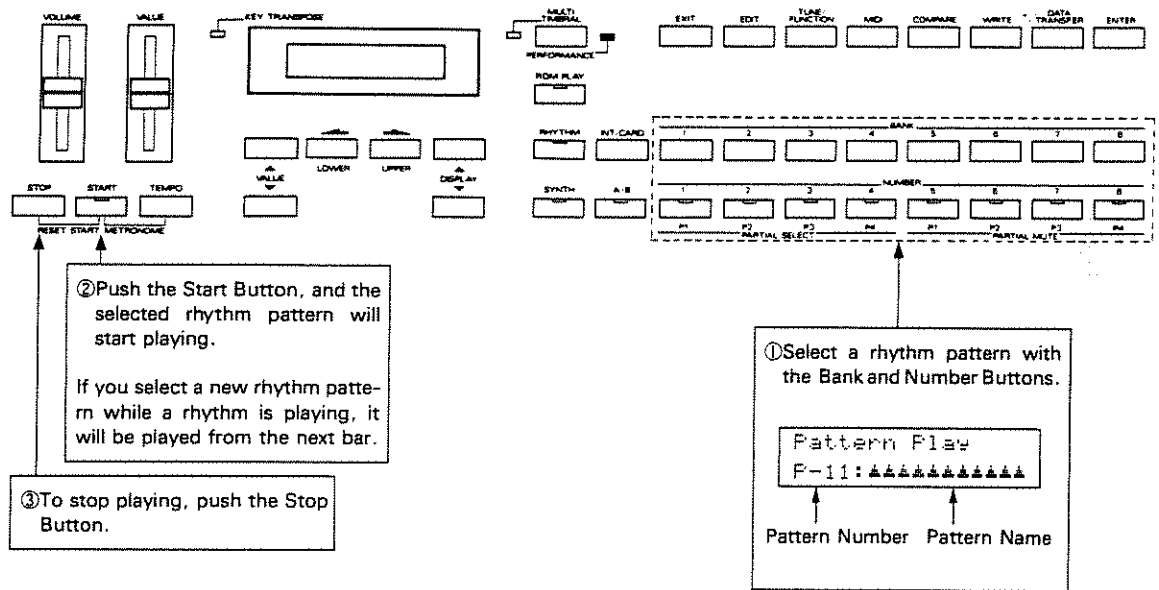 VOLUME
VALUE
KEY TRANSPOSE
MULTI TIMBRAL
PERFORMANCE
EXIT
EDIT
TUNE/ FUNCTION
MIDI
COMPARE
WRITE
DATA TRANSFER
ENTER
ROM PLAY
RHYTHM
INT/CARD
BANK
1 2 3 4 5 6 7 8
VALUE
LOWER
UPPER
DISPLAY
SYNTH
A·B
NUMBER
1 2 3 4 5 6 7 8
P1 P2 P3 P4 P1 P2 P3 P4
PARTIAL SELECT
PARTIAL MUTE
STOP
START
TEMPO
RESET START
METRONOME
②Push the Start Button, and the
selected rhythm pattern will
start playing.
If you select a new rhythm patte-
rn while a rhythm is playing, it
will be played from the next bar.
③To stop playing, push the Stop
Button.
①Select a rhythm pattern with
the Bank and Number Buttons.
Pattern Play
P-11:
Pattern Number
Pattern Name